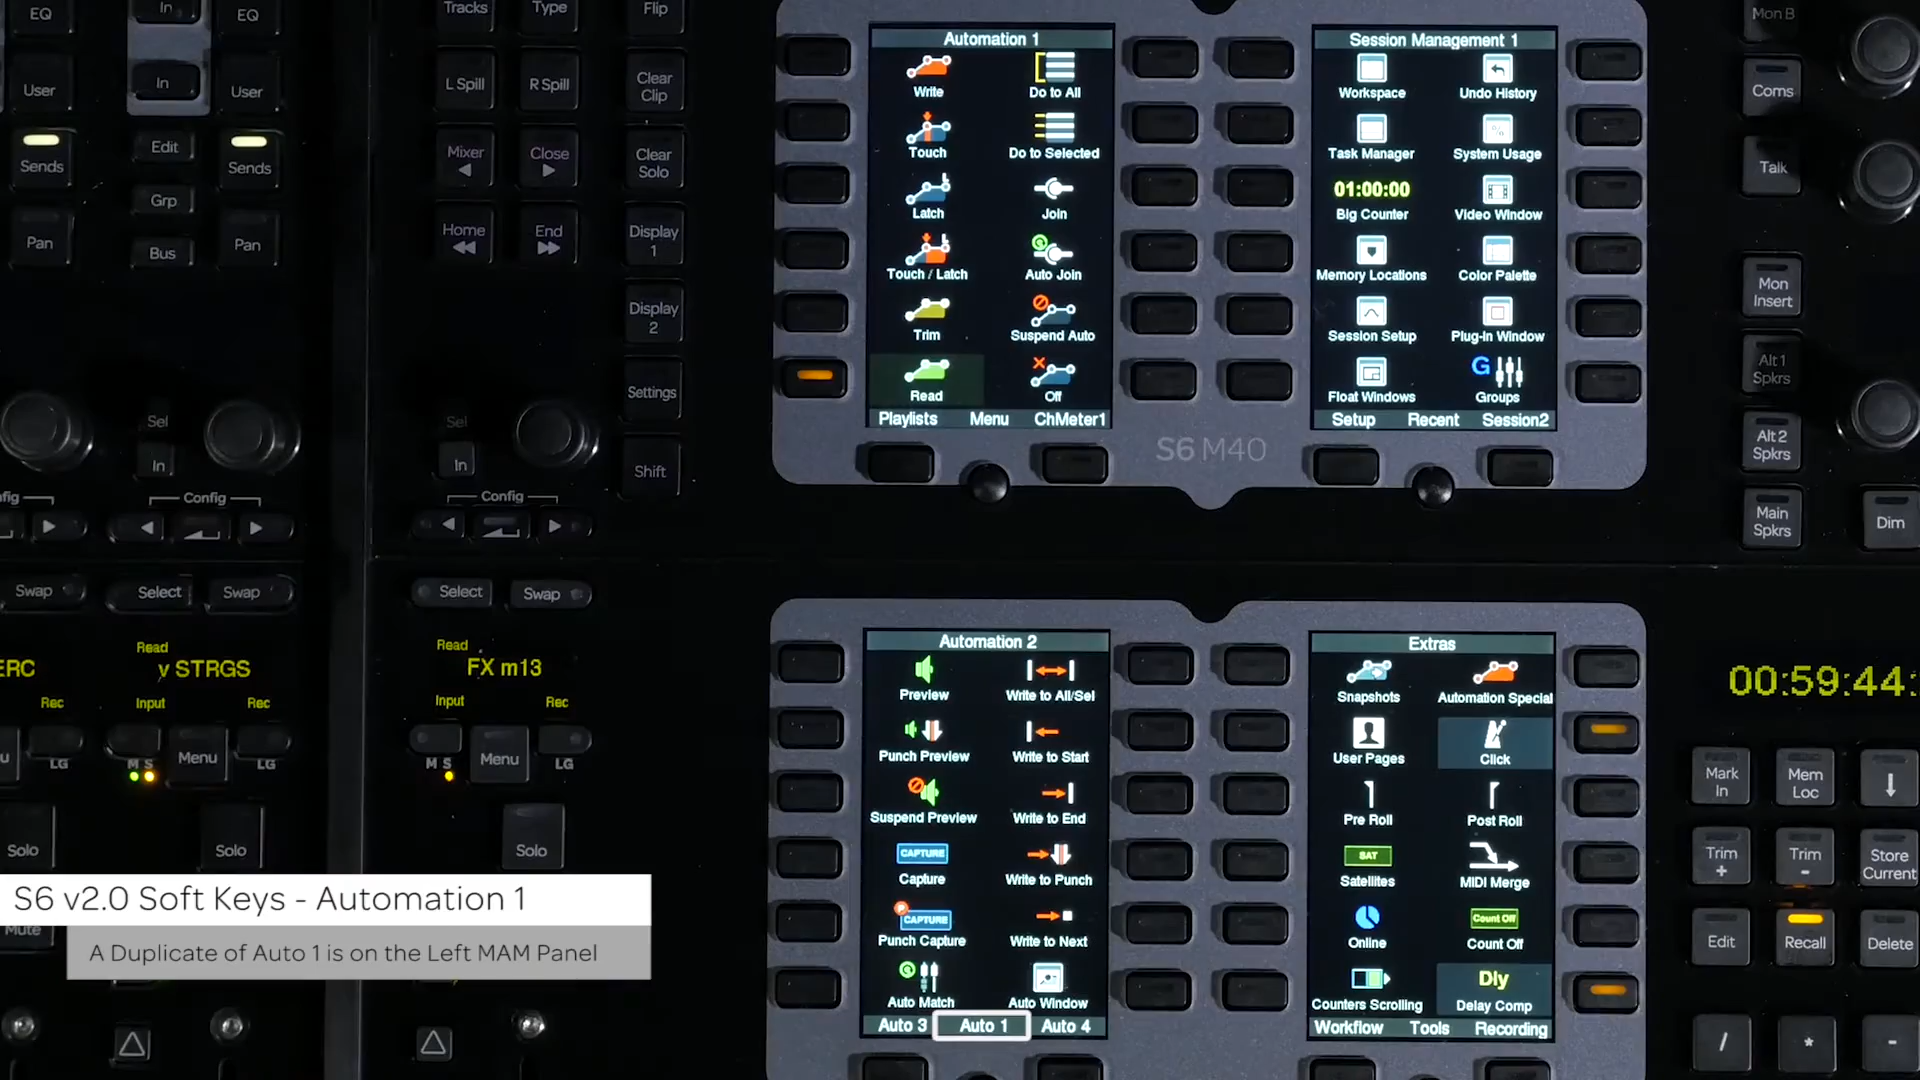 EQ
In
EQ
User
In
User
Sends
Edit
Sends
Pan
Grp
Bus
Pan
Tracks
Type
Flip
L Spill
R Spill
Clear
Clip
Mixer
Close
Clear
Solo
Home
End
Display
1
Display
2
Settings
Shift
Sel
In
Sel
In
Config
Config
Swap
Select
Swap
Select
Swap
Read
v STRGS
Input
Rec
Rec
Read
FX m13
Input
Rec
LG
M S
Menu
LG
M S
Menu
LG
Solo
Solo
Solo
Mute
S6 v2.0 Soft Keys - Automation 1
A Duplicate of Auto 1 is on the Left MAM Panel
Automation 1
Write
Do to All
Touch
Do to Selected
Latch
Join
Touch / Latch
Auto Join
Trim
Suspend Auto
Read
Off
Playlists
Menu
ChMeter1
Session Management 1
Workspace
Undo History
Task Manager
System Usage
01:00:00
Big Counter
Video Window
Memory Locations
Color Palette
Session Setup
Plug-In Window
G
Float Windows
Groups
Setup
Recent
Session2
S6 M40
Automation 2
Preview
Write to All/Sel
Punch Preview
Write to Start
Suspend Preview
Write to End
CAPTURE
Capture
Write to Punch
P
CAPTURE
Punch Capture
Write to Next
Auto Match
Auto Window
Auto 3
Auto 1
Auto 4
Extras
Snapshots
Automation Special
User Pages
Click
Pre Roll
Post Roll
SAT
Satellites
MIDI Merge
Online
Count Off
Count Off
Counters Scrolling
Dly
Delay Comp
Workflow
Tools
Recording
Mon B
Coms
Talk
Mon
Insert
Alt 1
Spkrs
Alt 2
Spkrs
Main
Spkrs
Dim
00:59:44:
Mark
In
Mem
Loc
Trim
+
Trim
-
Store
Current
Edit
Recall
Delete
/
*
-